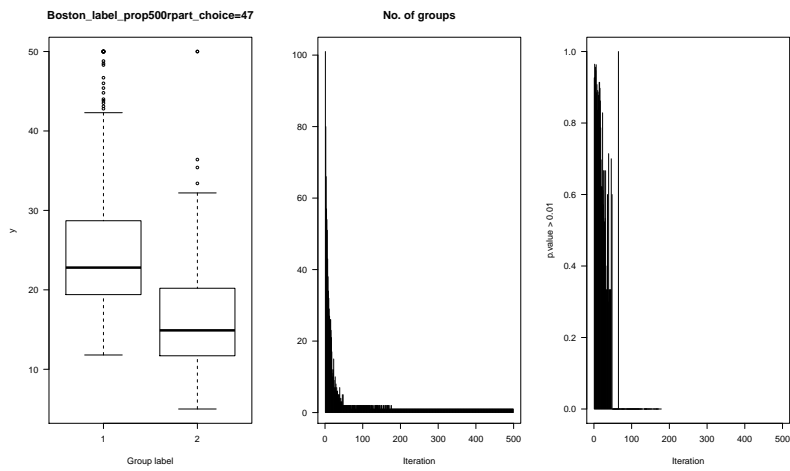 Boston_label_prop500rpart_choice=47
50
40
30
20
10
y
1 2
Group label
No. of groups
100
80
60
40
20
0
0 100 200 300 400 500
Iteration
1.0
0.8
0.6
0.4
0.2
0.0
p.value > 0.01
0 100 200 300 400 500
Iteration